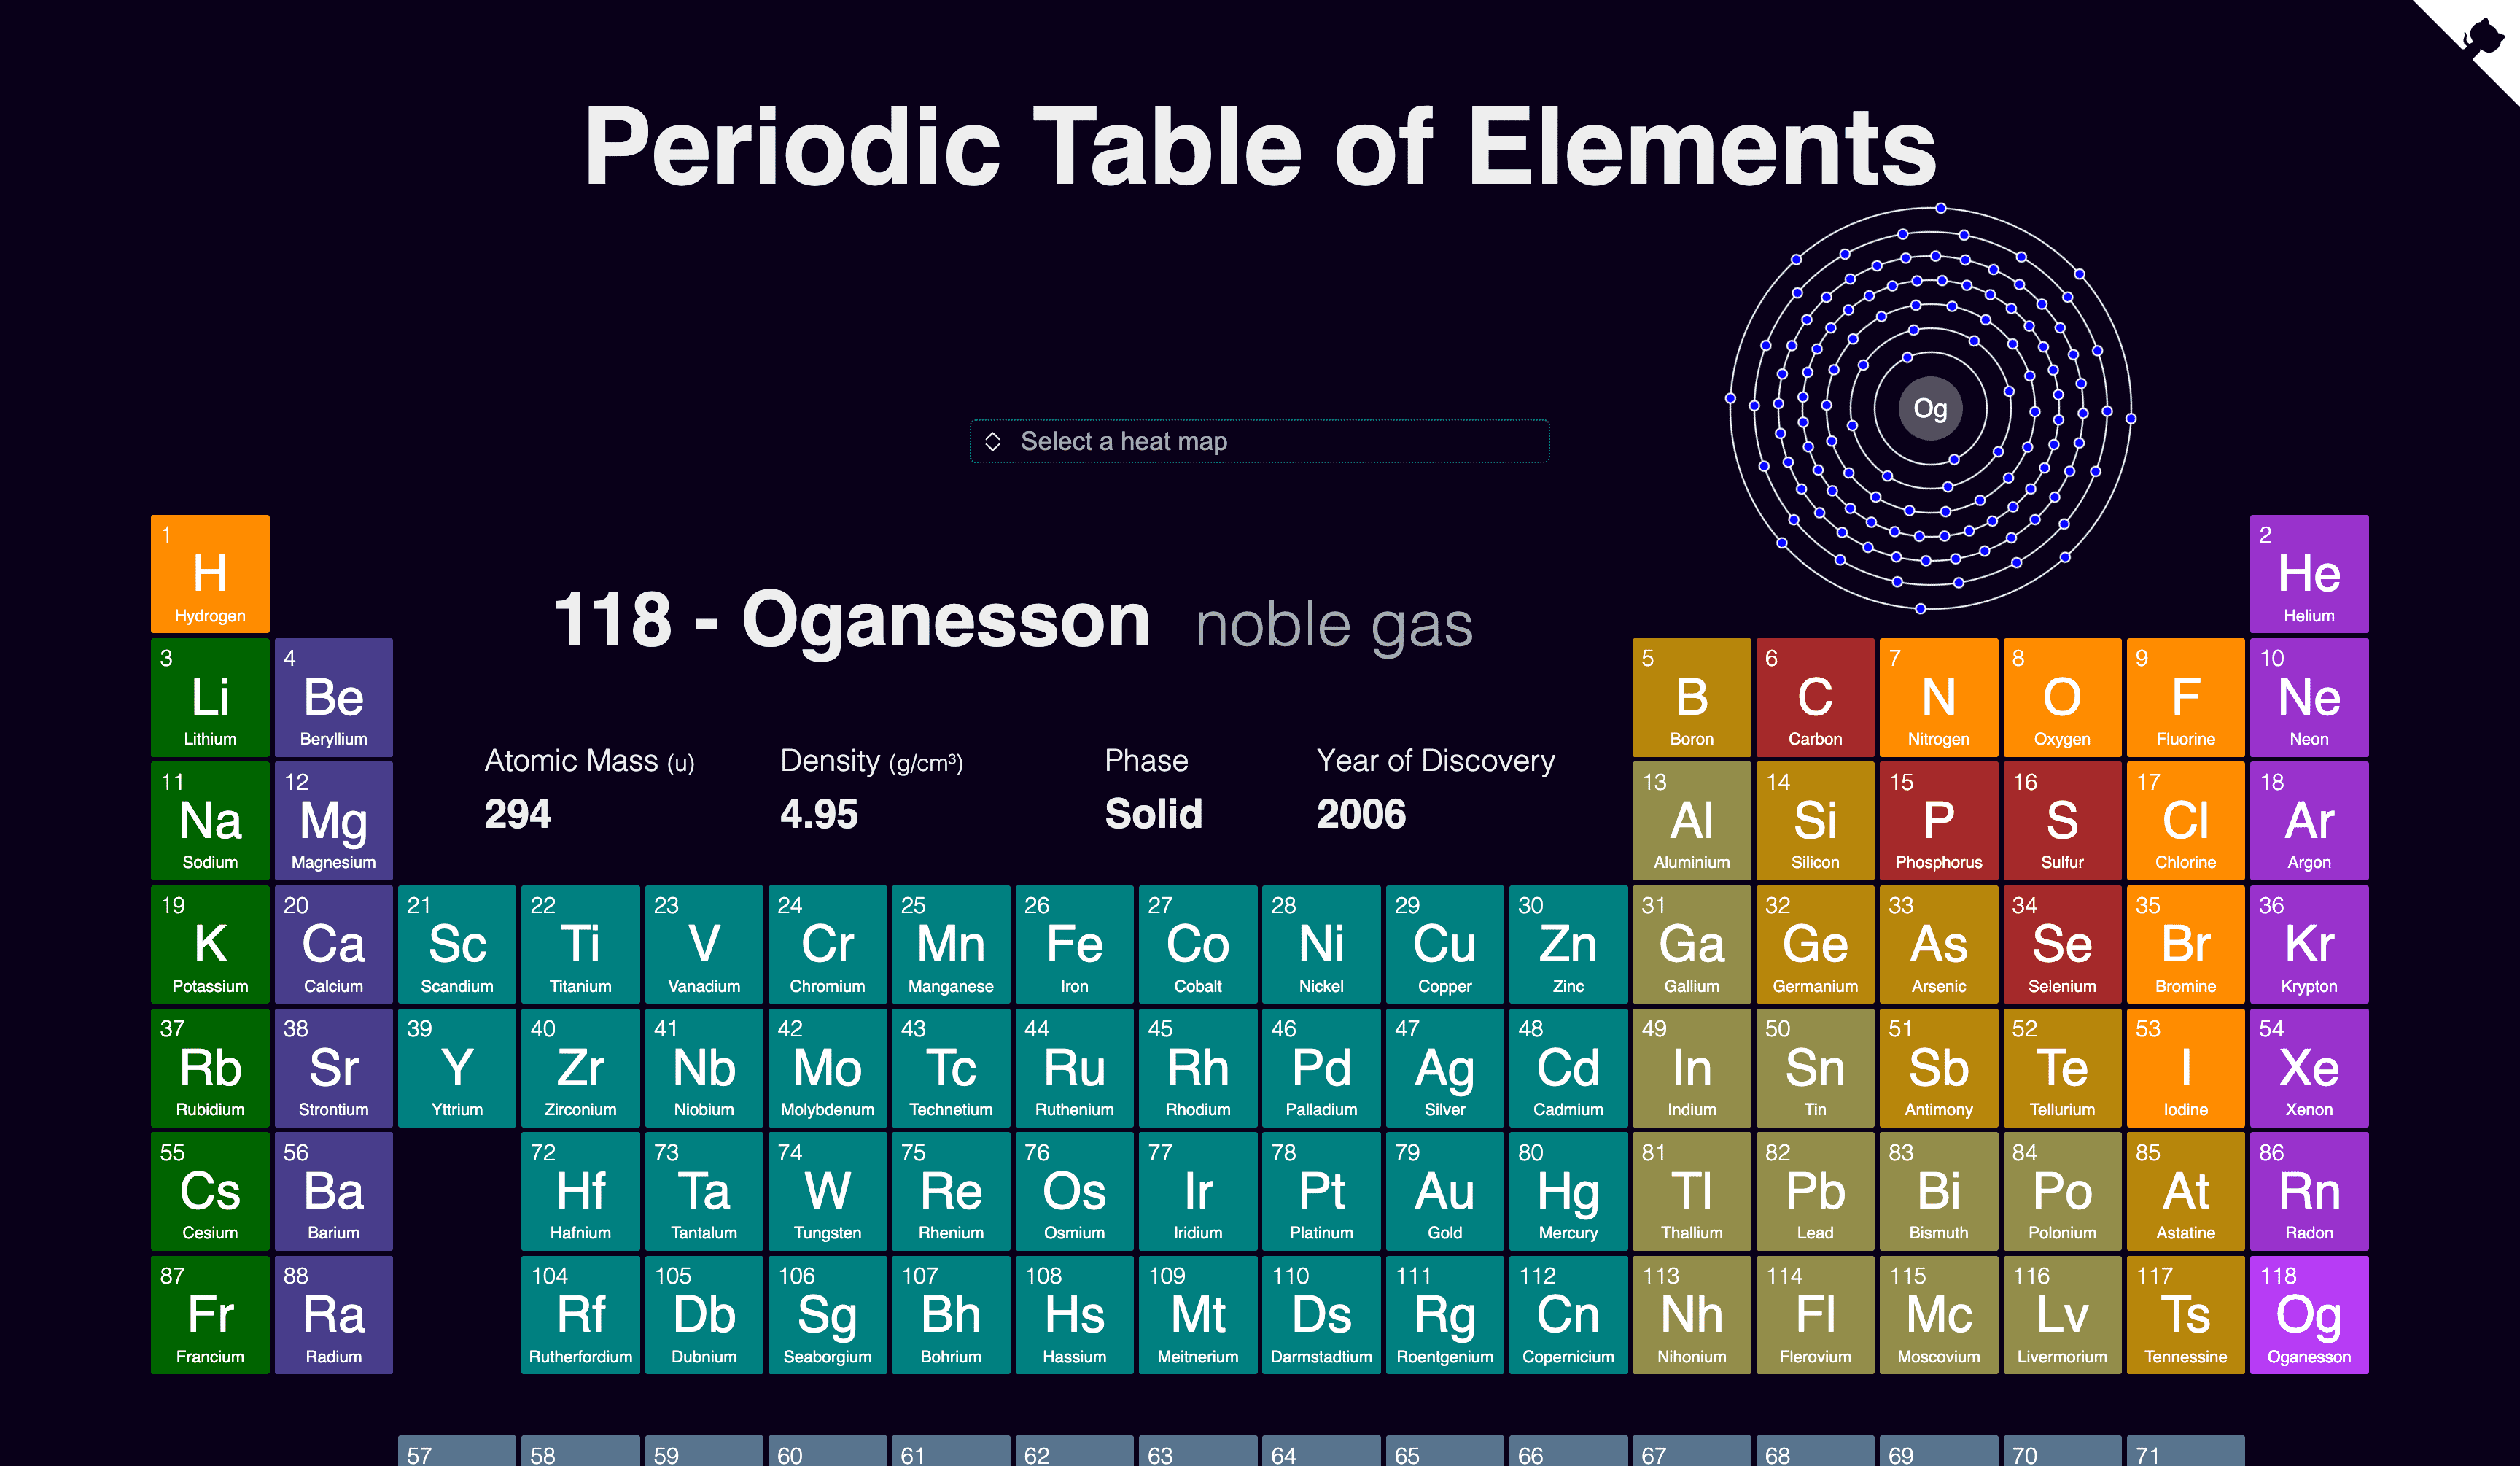 Periodic Table of Elements
Og
Select a heat map
118 - Oganesson noble gas
Atomic Mass (u) Density (g/cm³) Phase Year of Discovery
294 4.95 Solid 2006
1 2
H He
Hydrogen Helium
3 4 5 6 7 8 9 10
Li Be B C N O F Ne
Lithium Beryllium Boron Carbon Nitrogen Oxygen Fluorine Neon
11 12 13 14 15 16 17 18
Na Mg Al Si P S Cl Ar
Sodium Magnesium Aluminium Silicon Phosphorus Sulfur Chlorine Argon
19 20 21 22 23 24 25 26 27 28 29 30 31 32 33 34 35 36
K Ca Sc Ti V Cr Mn Fe Co Ni Cu Zn Ga Ge As Se Br Kr
Potassium Calcium Scandium Titanium Vanadium Chromium Manganese Iron Cobalt Nickel Copper Zinc Gallium Germanium Arsenic Selenium Bromine Krypton
37 38 39 40 41 42 43 44 45 46 47 48 49 50 51 52 53 54
Rb Sr Y Zr Nb Mo Tc Ru Rh Pd Ag Cd In Sn Sb Te I Xe
Rubidium Strontium Yttrium Zirconium Niobium Molybdenum Technetium Ruthenium Rhodium Palladium Silver Cadmium Indium Tin Antimony Tellurium Iodine Xenon
55 56 72 73 74 75 76 77 78 79 80 81 82 83 84 85 86
Cs Ba Hf Ta W Re Os Ir Pt Au Hg Tl Pb Bi Po At Rn
Cesium Barium Hafnium Tantalum Tungsten Rhenium Osmium Iridium Platinum Gold Mercury Thallium Lead Bismuth Polonium Astatine Radon
87 88 104 105 106 107 108 109 110 111 112 113 114 115 116 117 118
Fr Ra Rf Db Sg Bh Hs Mt Ds Rg Cn Nh Fl Mc Lv Ts Og
Francium Radium Rutherfordium Dubnium Seaborgium Bohrium Hassium Meitnerium Darmstadtium Roentgenium Copernicium Nihonium Flerovium Moscovium Livermorium Tennessine Oganesson
57 58 59 60 61 62 63 64 65 66 67 68 69 70 71